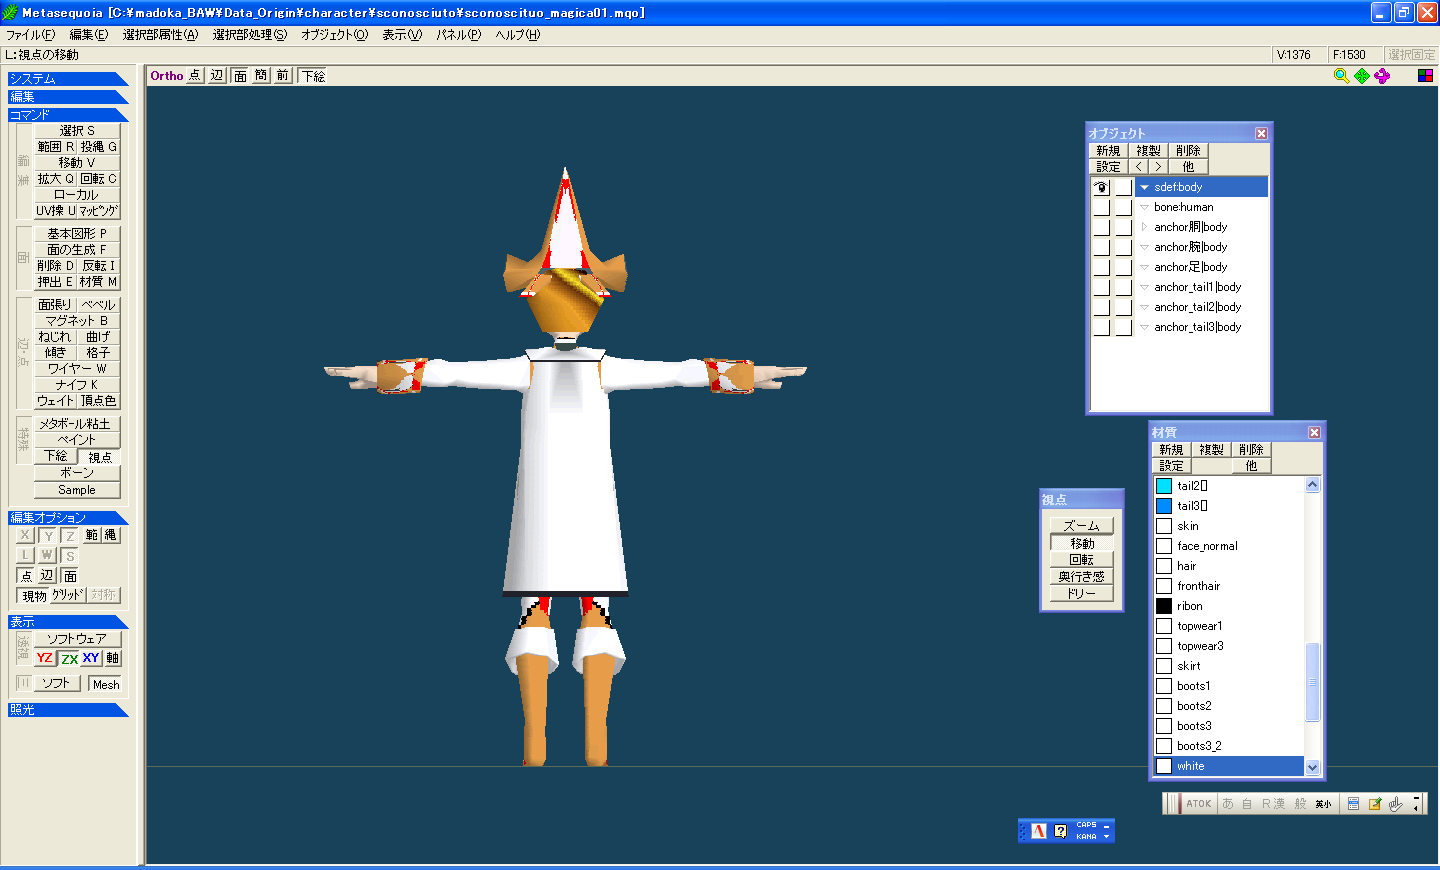 Metasequoia [C:¥madoka_BAW¥Data_Origin¥character¥sconosciuto¥sconoscituo_magica01.mqo]
ファイル(F) 編集(E) 選択部属性(A) 選択部処理(S) オブジェクト(O) 表示(V) パネル(P) ヘルプ(H)
L:視点の移動 V:1376 F:1530 選択固定
システム
編集
コマンド
編集
選択 S
範囲 R 投縄 G
移動 V
拡大 Q 回転 C
ローカル
UV操 U マッピング
面
基本図形 P
面の生成 F
削除 D 反転 I
押出 E 材質 M
辺・点
面張り ベベル
マグネット B
ねじれ 曲げ
傾き 格子
ワイヤー W
ナイフ K
ウェイト 頂点色
特殊
メタボール粘土
ペイント
下絵 視点
ボーン
Sample
編集オプション
X Y Z 範 縄
L W S
点 辺 面
現物 グリッド 対称
表示
透視
ソフトウェア
YZ ZX XY 軸
ソフト Mesh
照光
Ortho 点 辺 面 簡 前 下絵
オブジェクト
新規 複製 削除
設定 < > 他
sdef:body
bone:human
anchor胴|body
anchor腕|body
anchor足|body
anchor_tail1|body
anchor_tail2|body
anchor_tail3|body
材質
新規 複製 削除
設定 他
tail2[]
tail3[]
skin
face_normal
hair
fronthair
ribon
topwear1
topwear3
skirt
boots1
boots2
boots3
boots3_2
white
視点
ズーム
移動
回転
奥行き感
ドリー
ATOK あ 自 R漢 般 英小
A ? CAPS
KANA